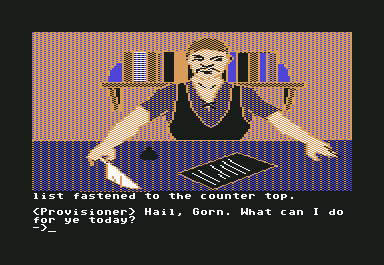 list fastened to the counter top.
<Provisioner> Hail, Gorn. What can I do
for ye today?
->_